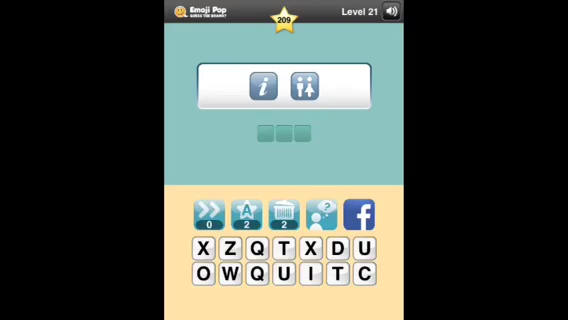 Emoji Pop
GUESS THE BRAND!!
209
Level 21
i
A
0
2
2
?
f
X Z Q T X D U
O W Q U I T C